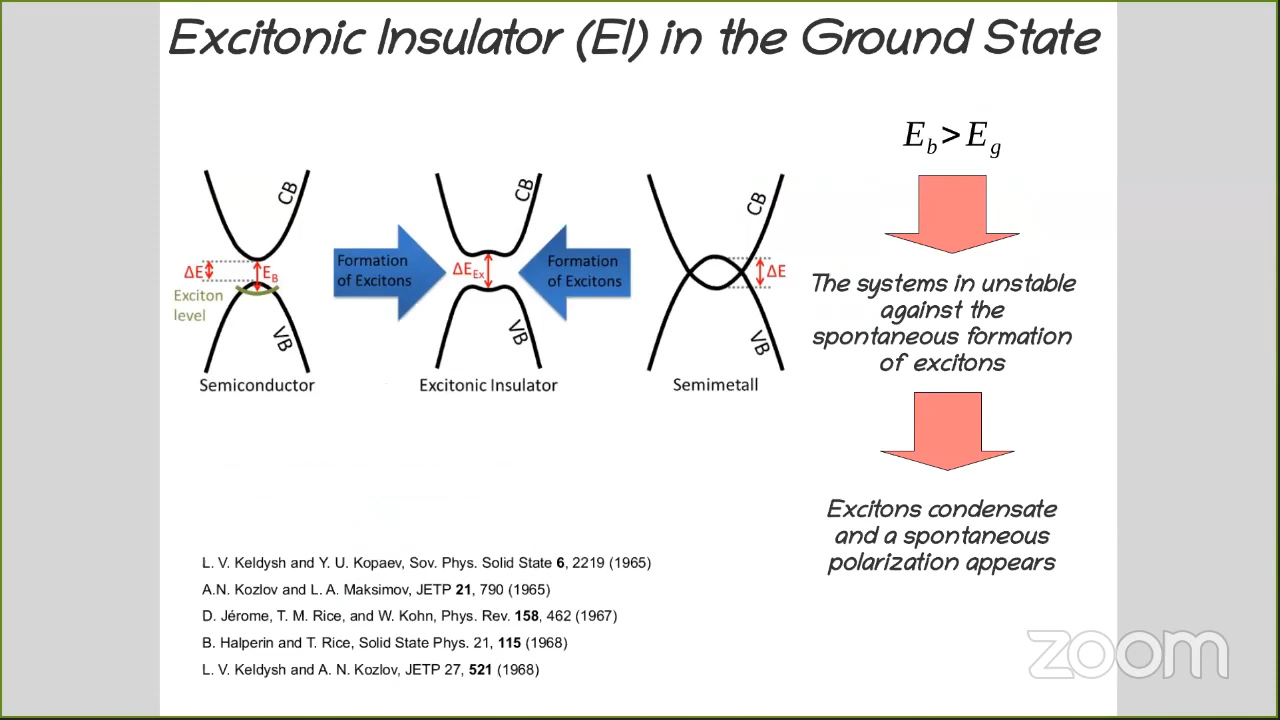 Excitonic Insulator (EI) in the Ground State
E_b > E_g
CB
ΔE
E_B
Exciton
level
VB
Semiconductor
Formation
of Excitons
CB
ΔE_Ex
VB
Excitonic Insulator
Formation
of Excitons
CB
ΔE
VB
Semimetall
The systems in unstable
against the
spontaneous formation
of excitons
Excitons condensate
and a spontaneous
polarization appears
L. V. Keldysh and Y. U. Kopaev, Sov. Phys. Solid State 6, 2219 (1965)
A.N. Kozlov and L. A. Maksimov, JETP 21, 790 (1965)
D. Jérome, T. M. Rice, and W. Kohn, Phys. Rev. 158, 462 (1967)
B. Halperin and T. Rice, Solid State Phys. 21, 115 (1968)
L. V. Keldysh and A. N. Kozlov, JETP 27, 521 (1968)
zoom